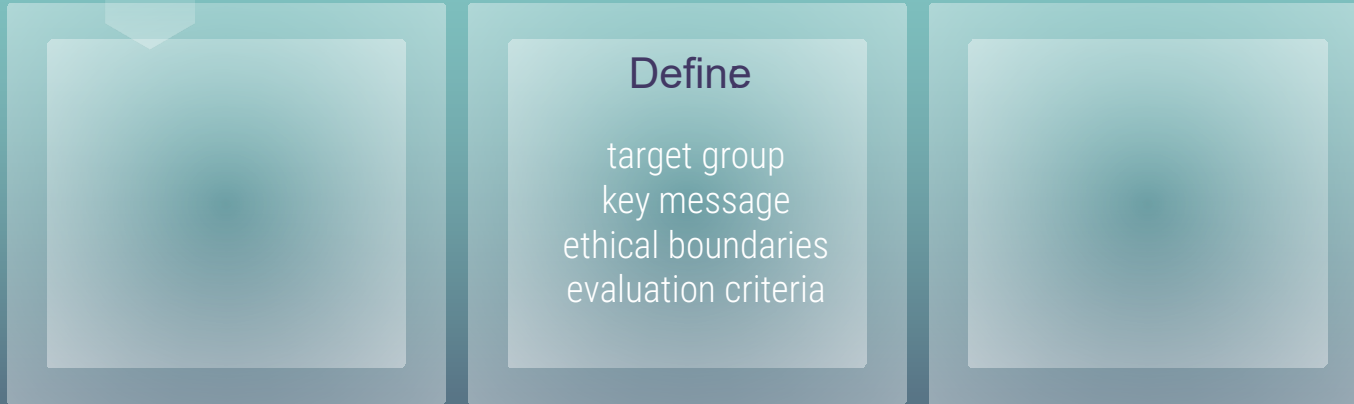 Define
target group
key message
ethical boundaries
evaluation criteria